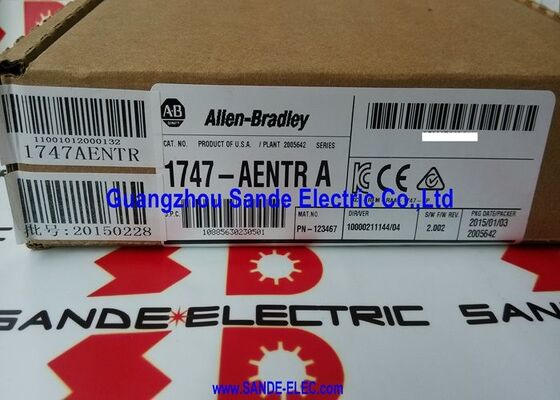 11001012000132
1747AENTR
批号:20150228
AB
Allen-Bradley
CAT. NO.
PRODUCT OF U.S.A. / PLANT 2005642
SERIES
1747-AENTR A
Guangzhou Sande Electric Co.,Ltd
10885630230501
MAT.NO.
PN-123467
DIR/VER
10000211144/04
S/W F/W REV.
2.002
PKG DATE/PACKER
2015/01/03
2005642
SANDE ELECTRIC
SANDE ELECTRIC
www.SANDE-ELEC.com